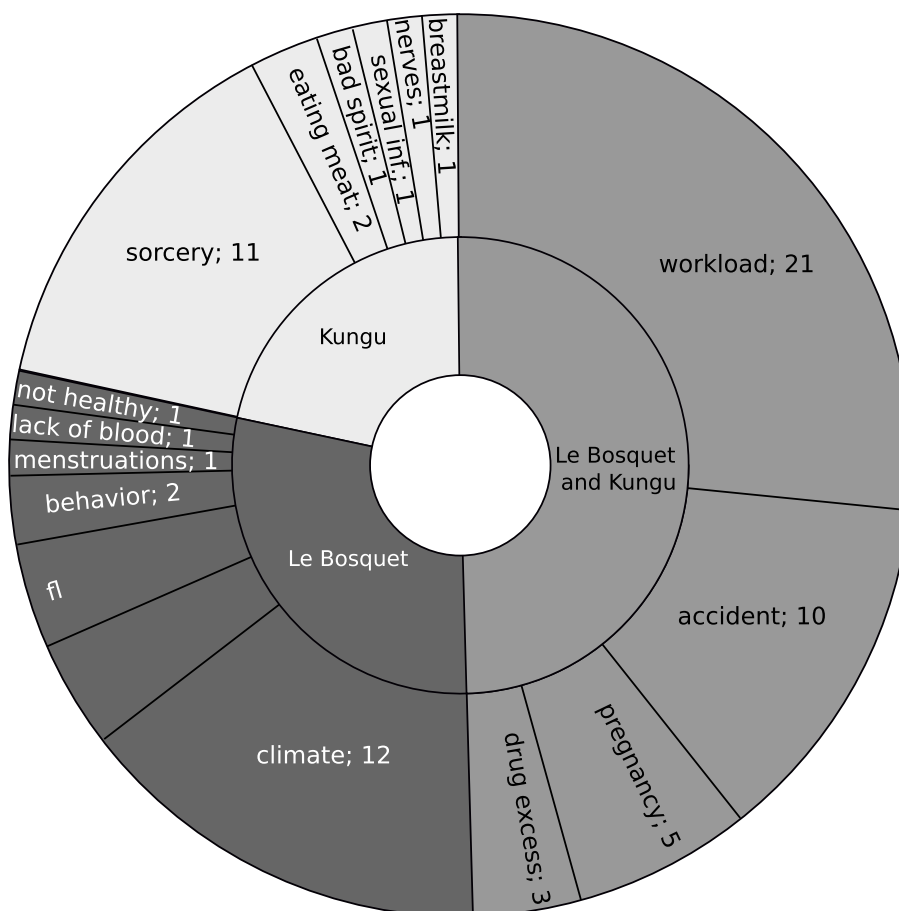 breastmilk; 1
nerves; 1
sexual inf.; 1
bad spirit; 1
eating meat; 2
sorcery; 11
workload; 21
Kungu
not healthy; 1
lack of blood; 1
menstruations; 1
behavior; 2
Le Bosquet
and Kungu
Le Bosquet
fl
accident; 10
climate; 12
drug excess; 3
pregnancy; 5